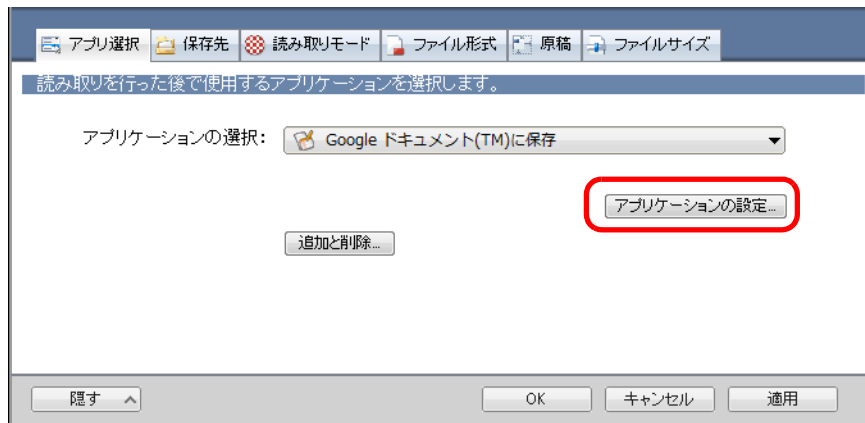 アプリ選択 保存先 読み取りモード ファイル形式 原稿 ファイルサイズ
読み取りを行った後で使用するアプリケーションを選択します。
アプリケーションの選択: Google ドキュメント(TM)に保存
アプリケーションの設定...
追加と削除...
隠す OK キャンセル 適用